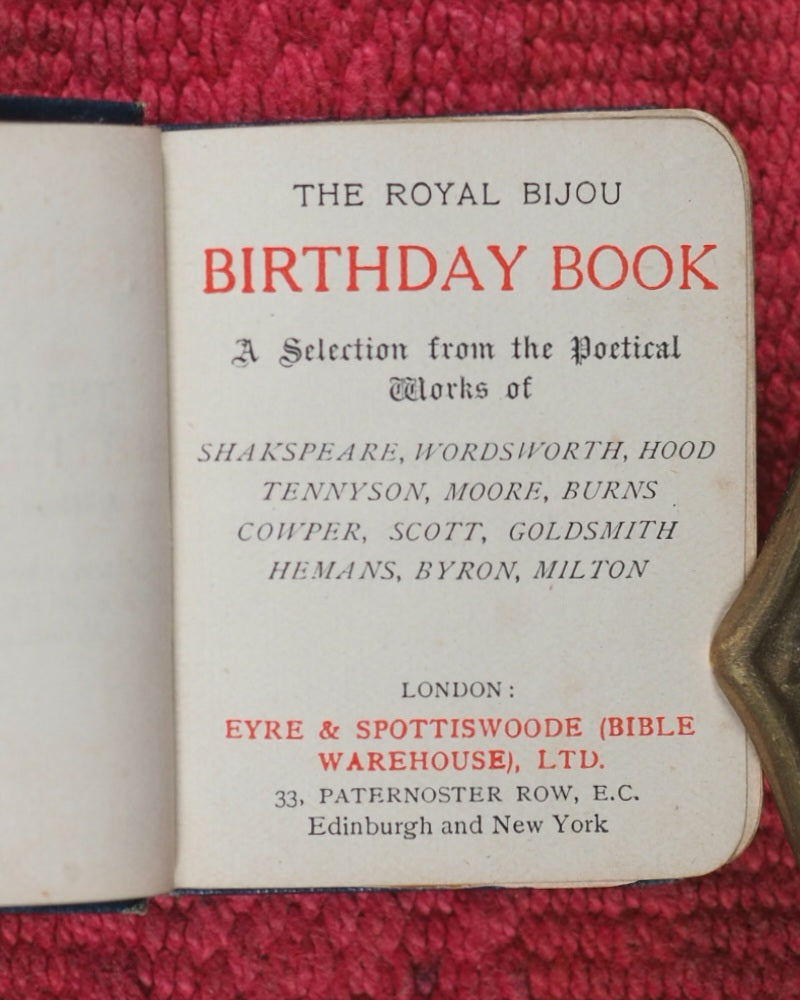 THE ROYAL BIJOU
BIRTHDAY BOOK
A Selection from the Poetical
Works of
SHAKSPEARE, WORDSWORTH, HOOD
TENNYSON, MOORE, BURNS
COWPER, SCOTT, GOLDSMITH
HEMANS, BYRON, MILTON
LONDON:
EYRE & SPOTTISWOODE (BIBLE
WAREHOUSE), LTD.
33, PATERNOSTER ROW, E.C.
Edinburgh and New York